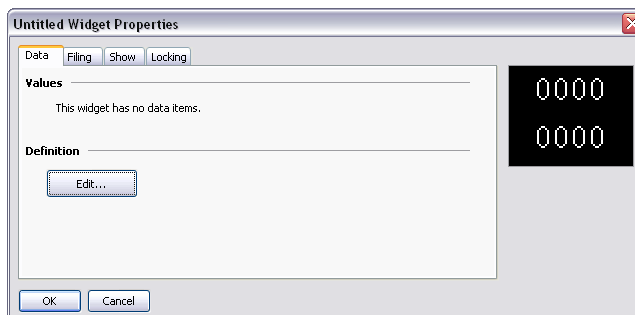 Untitled Widget Properties
Data Filing Show Locking
Values
This widget has no data items.
Definition
Edit...
OK Cancel
0000
0000